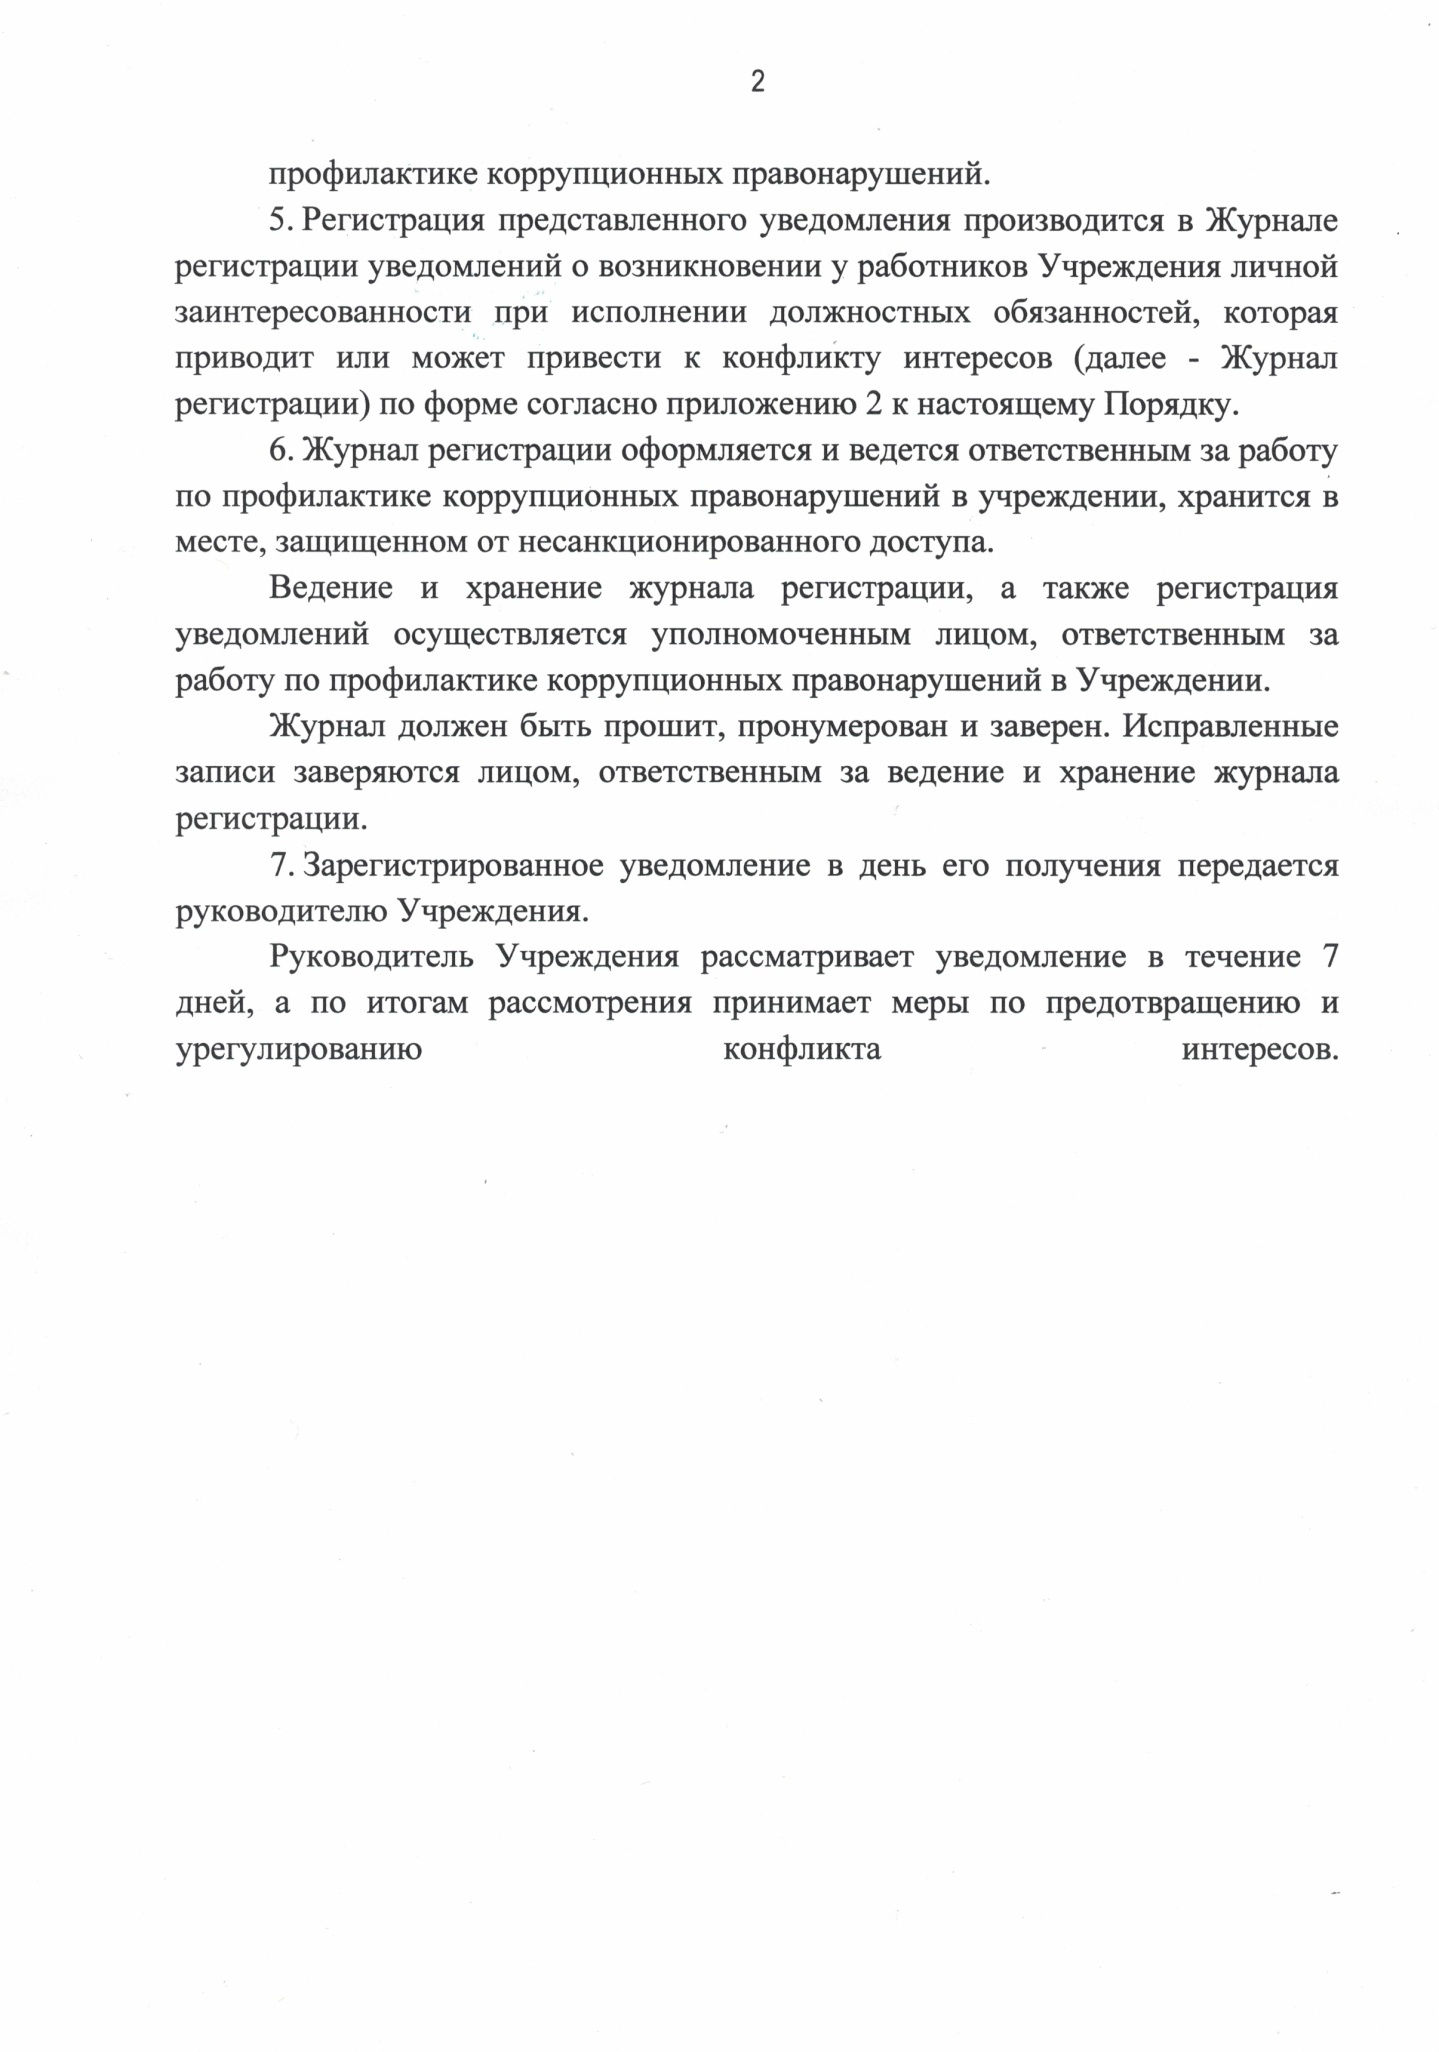 2
профилактике коррупционных правонарушений.
5. Регистрация представленного уведомления производится в Журнале
регистрации уведомлений о возникновении у работников Учреждения личной
заинтересованности при исполнении должностных обязанностей, которая
приводит или может привести к конфликту интересов (далее - Журнал
регистрации) по форме согласно приложению 2 к настоящему Порядку.
6. Журнал регистрации оформляется и ведется ответственным за работу
по профилактике коррупционных правонарушений в учреждении, хранится в
месте, защищенном от несанкционированного доступа.
Ведение и хранение журнала регистрации, а также регистрация
уведомлений осуществляется уполномоченным лицом, ответственным за
работу по профилактике коррупционных правонарушений в Учреждении.
Журнал должен быть прошит, пронумерован и заверен. Исправленные
записи заверяются лицом, ответственным за ведение и хранение журнала
регистрации.
7. Зарегистрированное уведомление в день его получения передается
руководителю Учреждения.
Руководитель Учреждения рассматривает уведомление в течение 7
дней, а по итогам рассмотрения принимает меры по предотвращению и
урегулированию конфликта интересов.